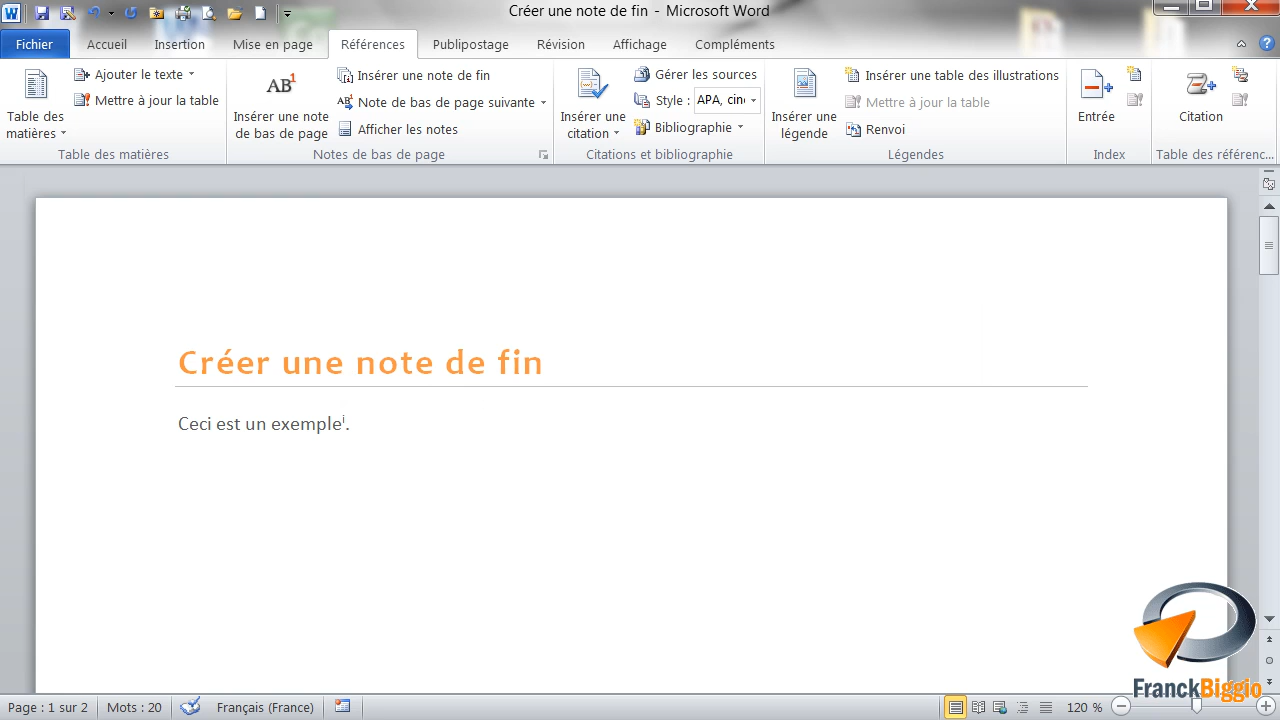 Créer une note de fin - Microsoft Word
Fichier Accueil Insertion Mise en page Références Publipostage Révision Affichage Compléments
Table des matières
Ajouter le texte
Mettre à jour la table
Table des matières
AB1
Insérer une note de bas de page
Insérer une note de fin
AB1 Note de bas de page suivante
Afficher les notes
Notes de bas de page
Insérer une citation
Gérer les sources
Style : APA, cin
Bibliographie
Citations et bibliographie
Insérer une légende
Insérer une table des illustrations
Mettre à jour la table
Renvoi
Légendes
Entrée
Index
Citation
Table des référenc...
Créer une note de fin
Ceci est un exempleⁱ.
FranckBiggio
Page : 1 sur 2 Mots : 20 Français (France) 120 %